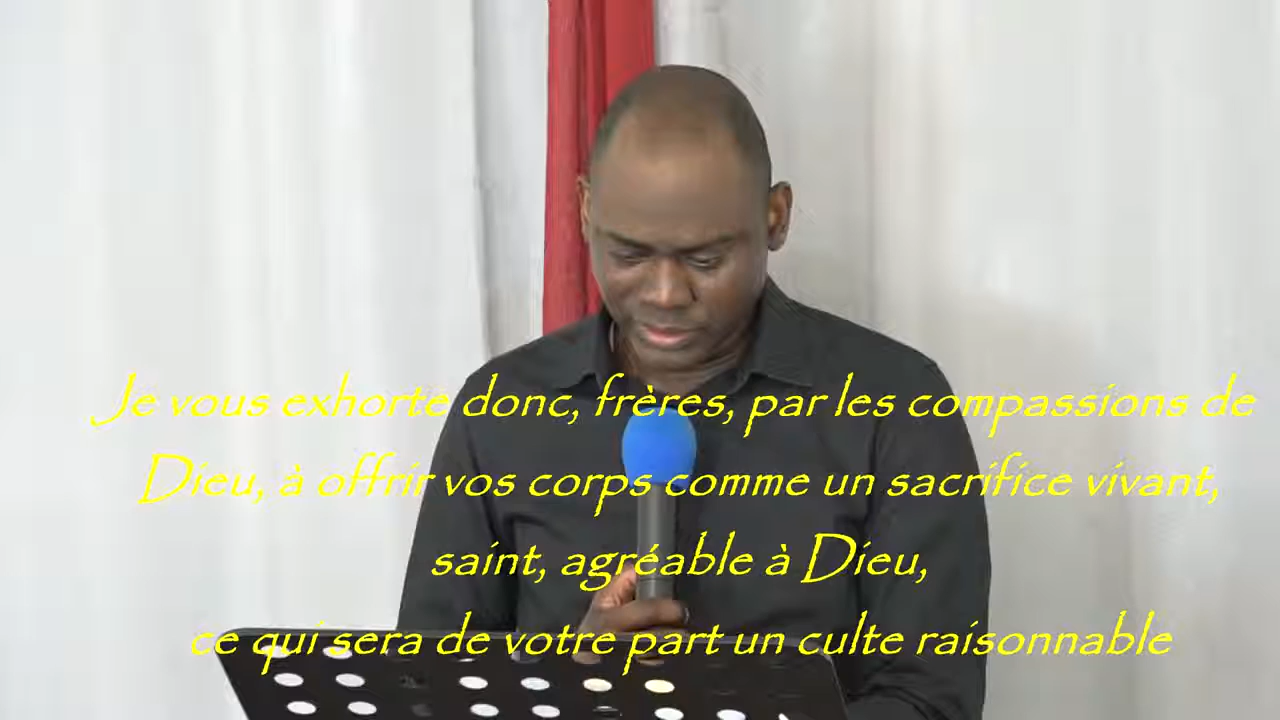 Je vous exhorte donc, frères, par les compassions de
Dieu, à offrir vos corps comme un sacrifice vivant,
saint, agréable à Dieu,
ce qui sera de votre part un culte raisonnable